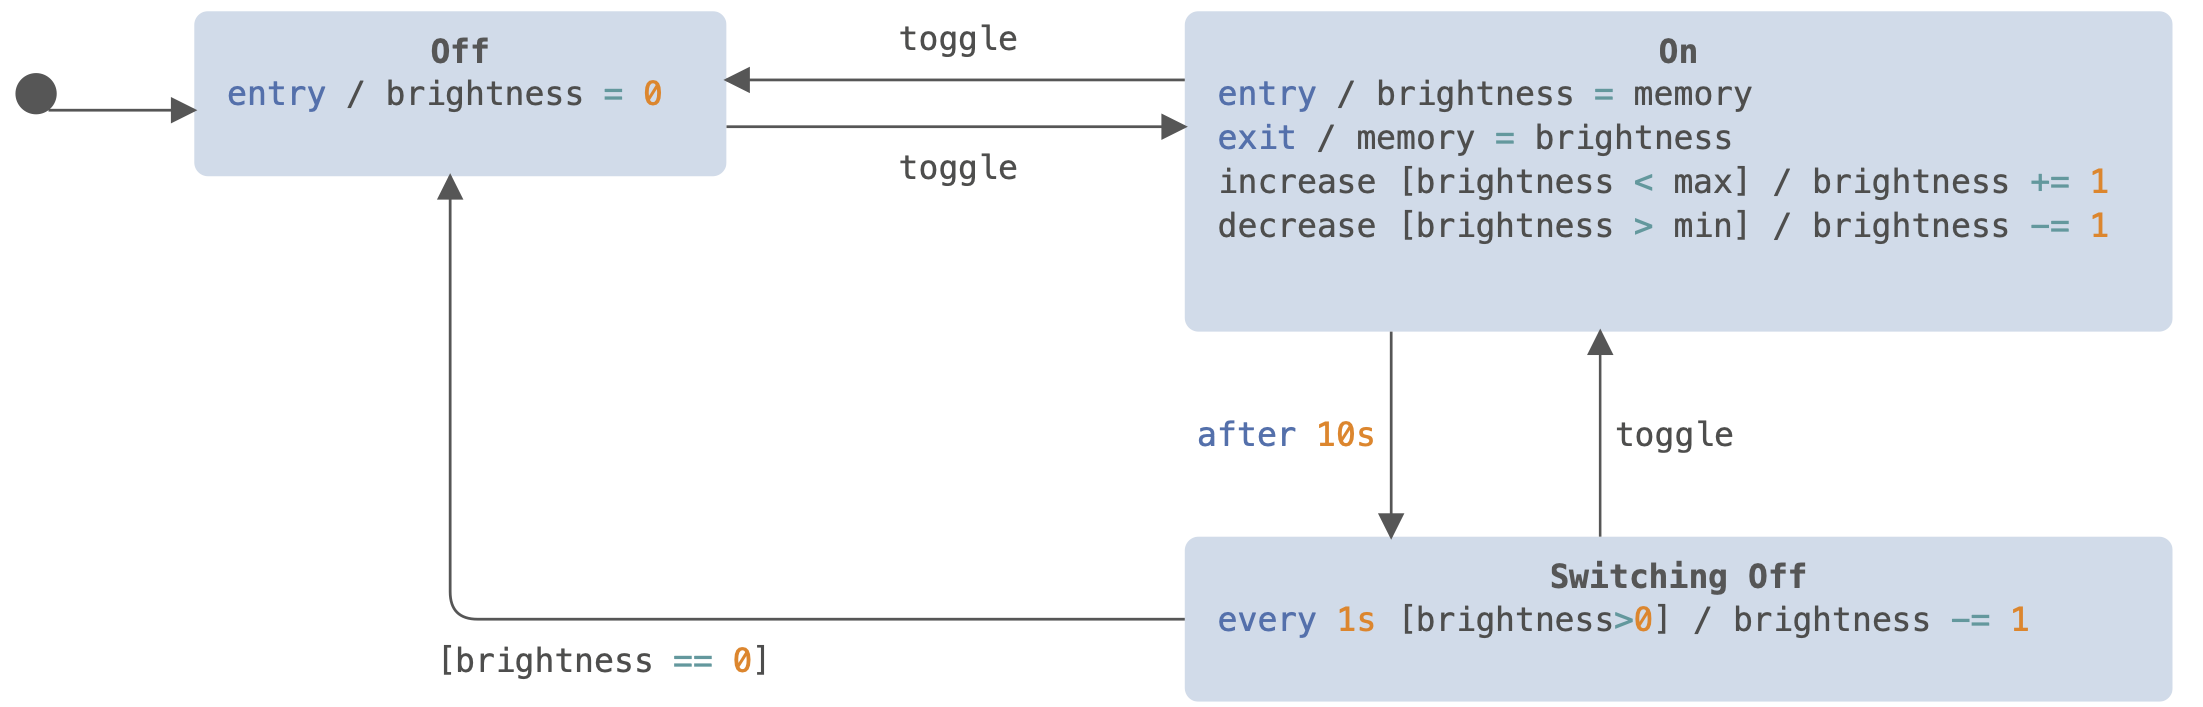 Off
entry / brightness = 0
toggle
toggle
On
entry / brightness = memory
exit / memory = brightness
increase [brightness < max] / brightness += 1
decrease [brightness > min] / brightness -= 1
after 10s
toggle
Switching Off
every 1s [brightness>0] / brightness -= 1
[brightness == 0]